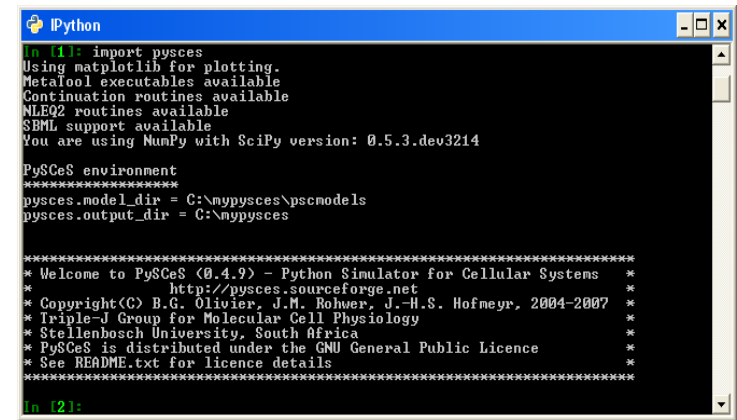 IPython
In [1]: import pysces
Using matplotlib for plotting.
MetaTool executables available
Continuation routines available
NLEQ2 routines available
SBML support available
You are using NumPy with SciPy version: 0.5.3.dev3214
PySCeS environment
******************
pysces.model_dir = C:\mypysces\pscmodels
pysces.output_dir = C:\mypysces
***********************************************************************
* Welcome to PySCeS (0.4.9) - Python Simulator for Cellular Systems   *
*                http://pysces.sourceforge.net                        *
* Copyright(C) B.G. Olivier, J.M. Rohwer, J.-H.S. Hofmeyr, 2004-2007  *
* Triple-J Group for Molecular Cell Physiology                        *
* Stellenbosch University, South Africa                               *
* PySCeS is distributed under the GNU General Public Licence          *
* See README.txt for licence details                                  *
***********************************************************************
In [2]: